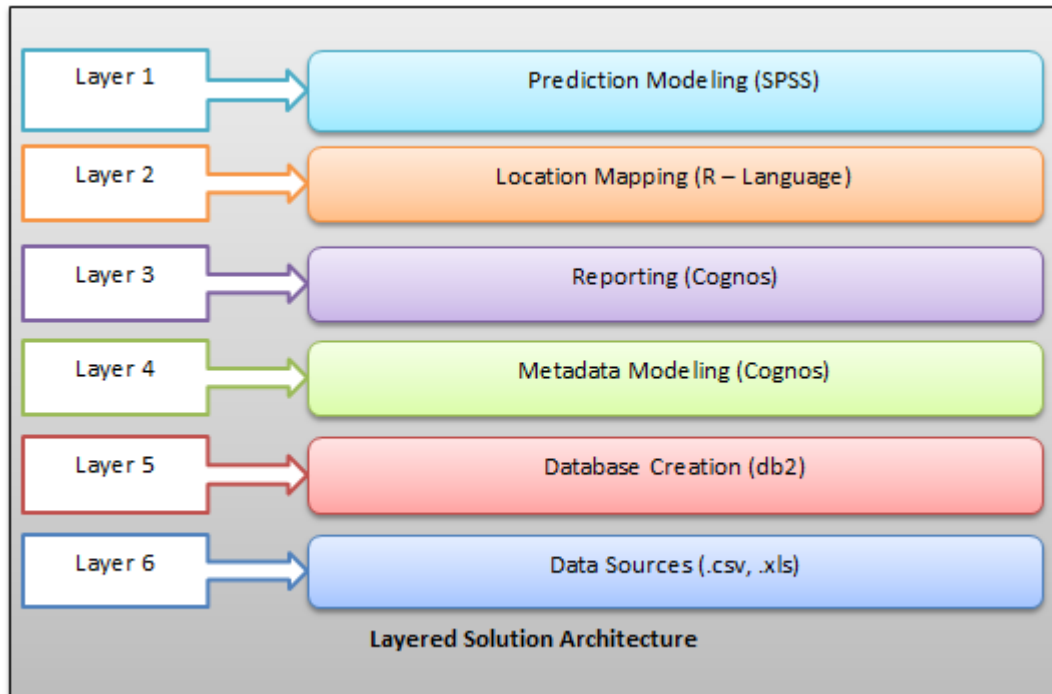 Layer 1
Prediction Modeling (SPSS)
Layer 2
Location Mapping (R – Language)
Layer 3
Reporting (Cognos)
Layer 4
Metadata Modeling (Cognos)
Layer 5
Database Creation (db2)
Layer 6
Data Sources (.csv, .xls)
Layered Solution Architecture